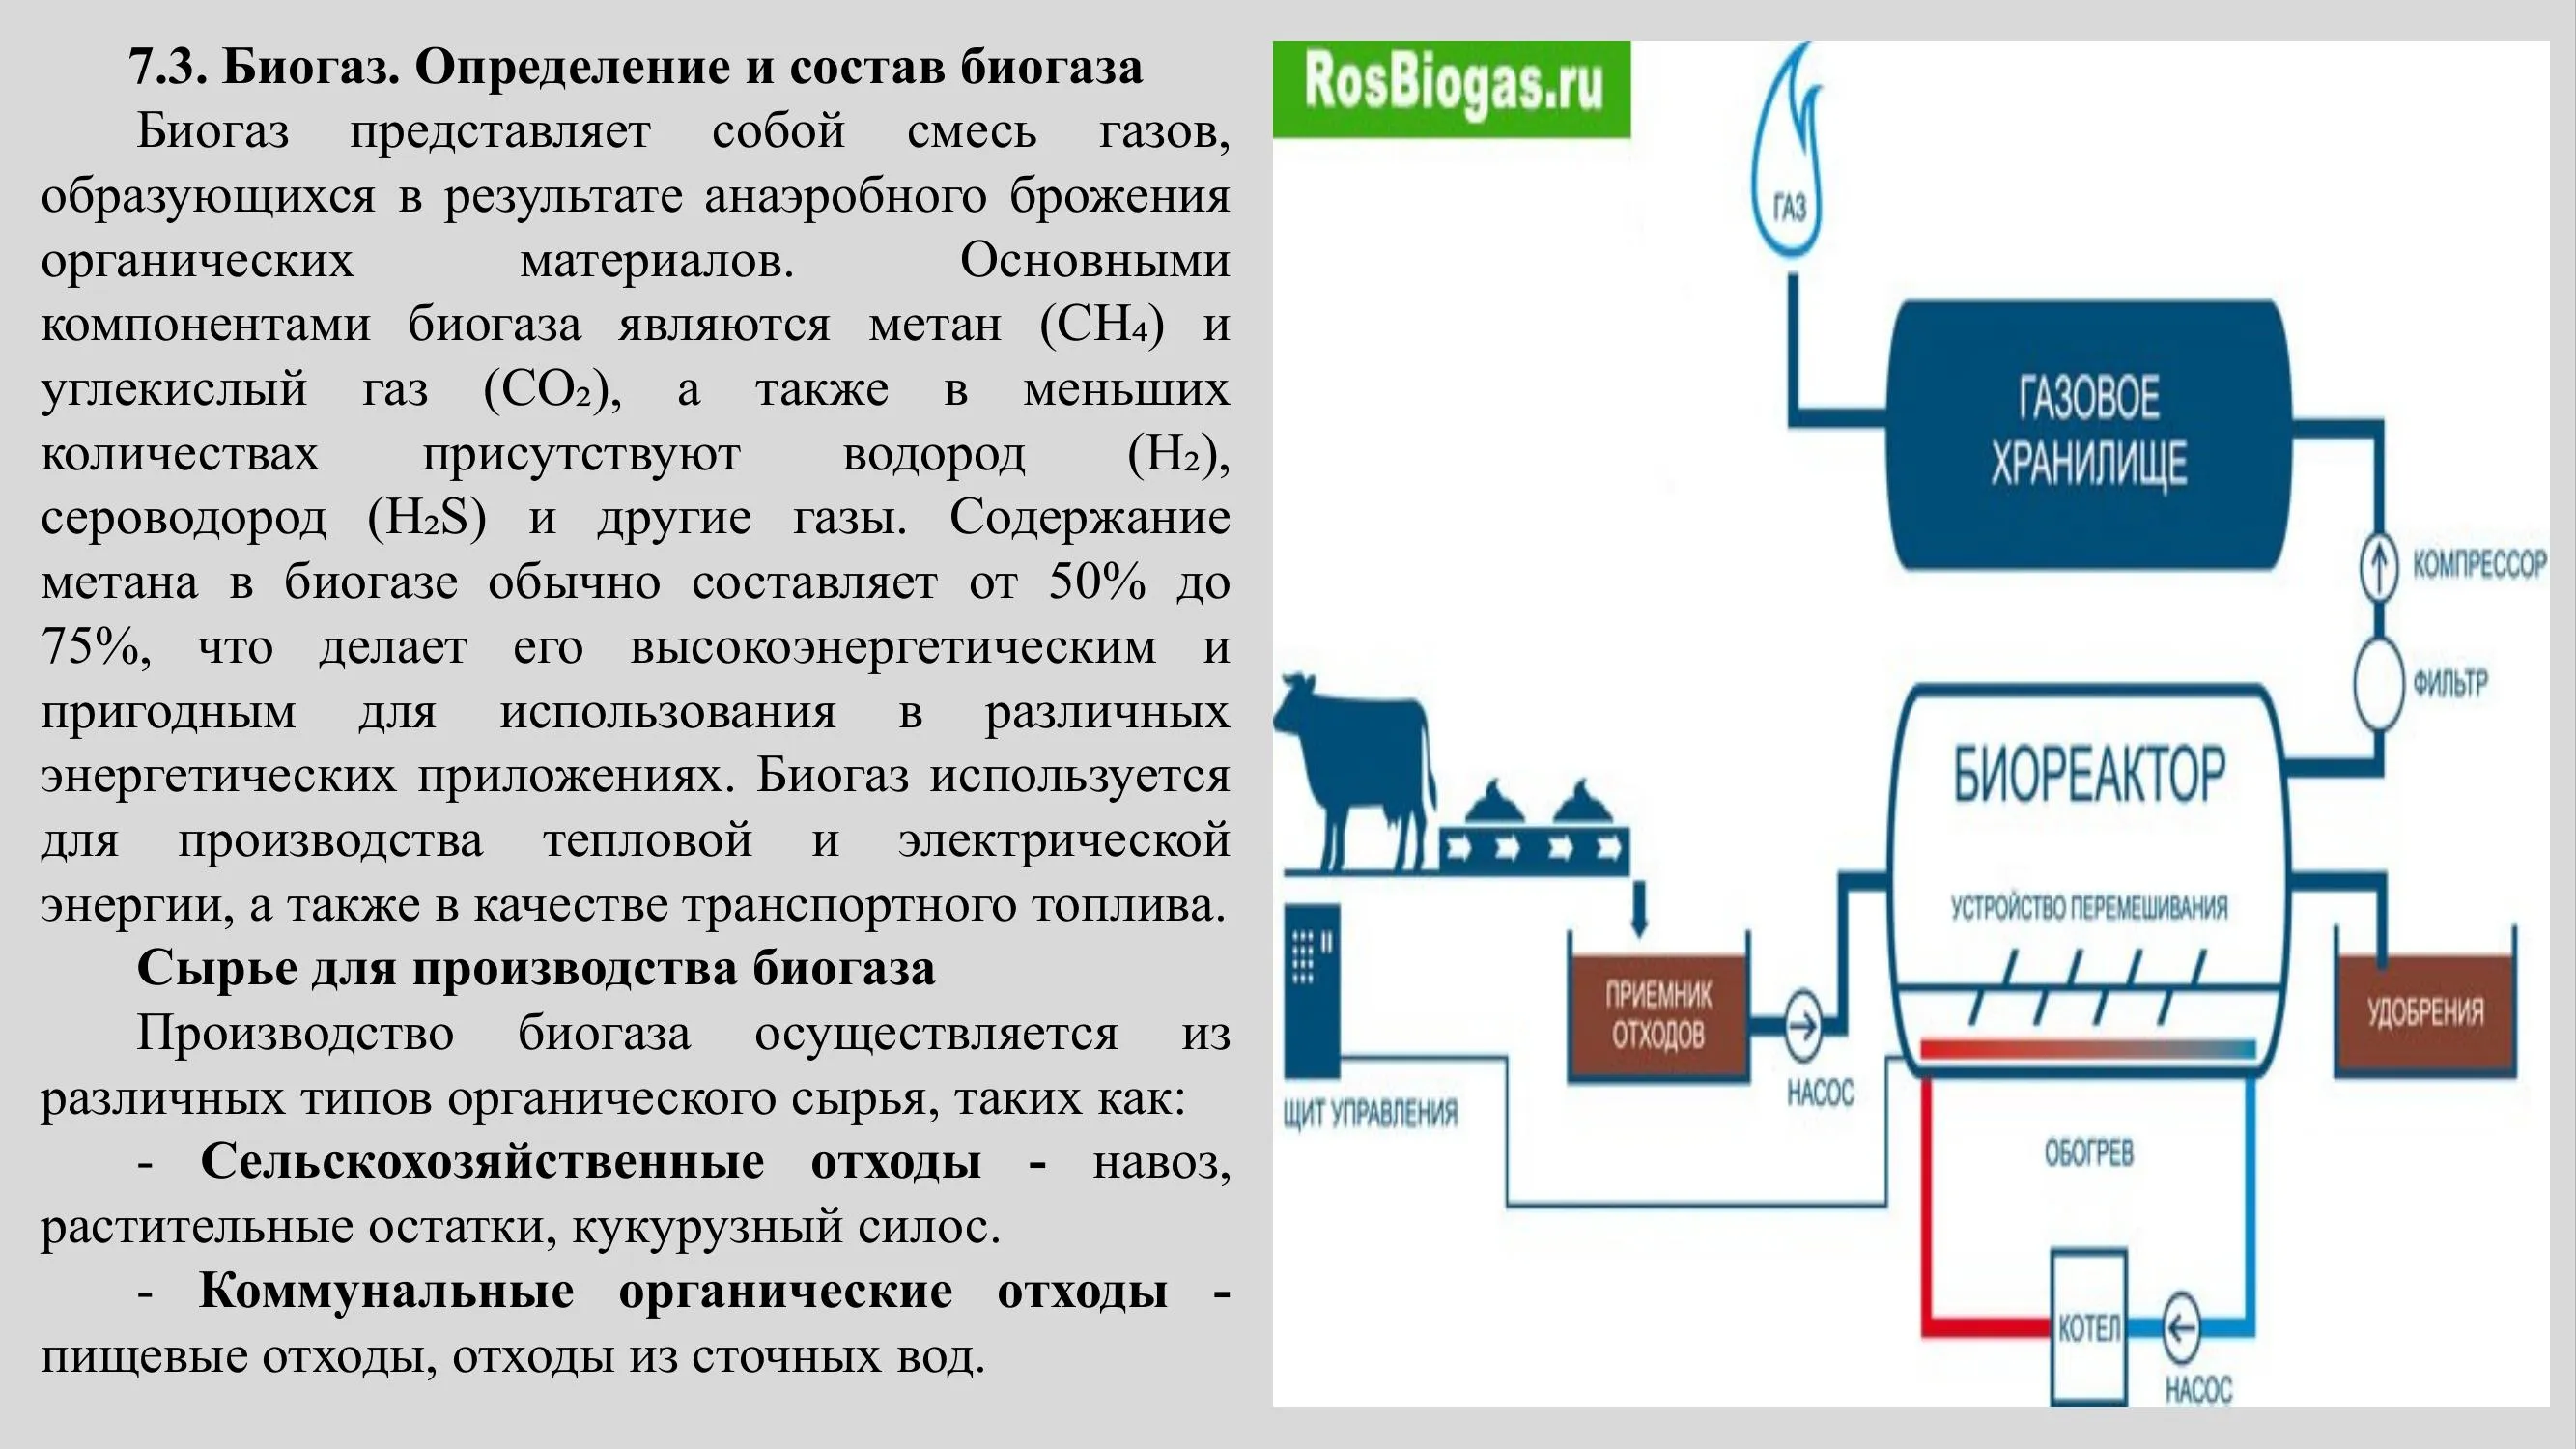 7.3. Биогаз. Определение и состав биогаза
Биогаз представляет собой смесь газов,
образующихся в результате анаэробного брожения
органических материалов. Основными
компонентами биогаза являются метан (CH₄) и
углекислый газ (CO₂), а также в меньших
количествах присутствуют водород (H₂),
сероводород (H₂S) и другие газы. Содержание
метана в биогазе обычно составляет от 50% до
75%, что делает его высокоэнергетическим и
пригодным для использования в различных
энергетических приложениях. Биогаз используется
для производства тепловой и электрической
энергии, а также в качестве транспортного топлива.
Сырье для производства биогаза
Производство биогаза осуществляется из
различных типов органического сырья, таких как:
- Сельскохозяйственные отходы - навоз,
растительные остатки, кукурузный силос.
- Коммунальные органические отходы -
пищевые отходы, отходы из сточных вод.
RosBiogas.ru
ГАЗ
ГАЗОВОЕ
ХРАНИЛИЩЕ
КОМПРЕССОР
ФИЛЬТР
БИОРЕАКТОР
УСТРОЙСТВО ПЕРЕМЕШИВАНИЯ
ПРИЕМНИК
ОТХОДОВ
УДОБРЕНИЯ
НАСОС
ЩИТ УПРАВЛЕНИЯ
ОБОГРЕВ
КОТЕЛ
НАСОС